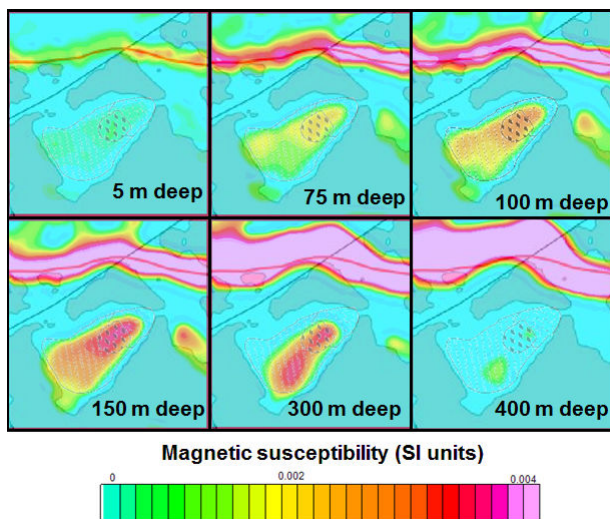 5 m deep
75 m deep
100 m deep
150 m deep
300 m deep
400 m deep
Magnetic susceptibility (SI units)
0 0.002 0.004